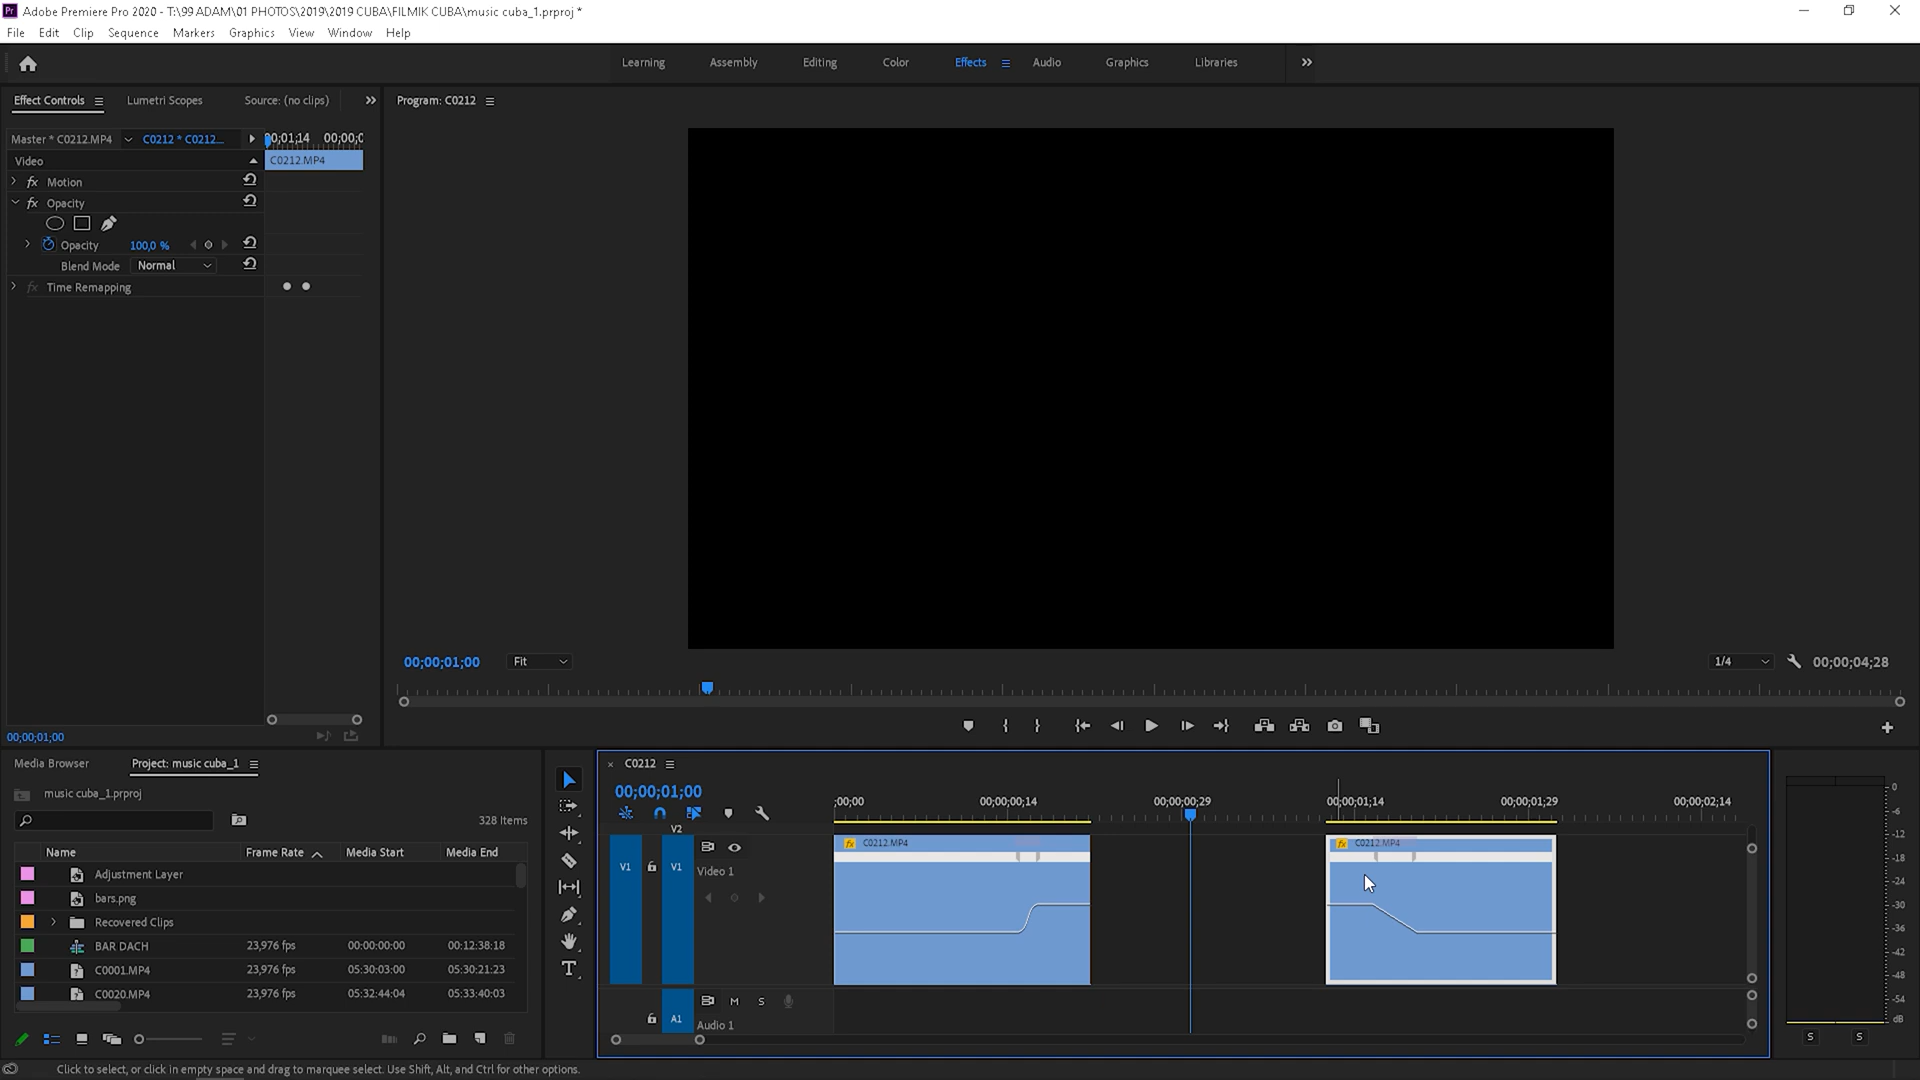 Pr Adobe Premiere Pro 2020 - T:\99 ADAM\01 PHOTOS\2019\2019 CUBA\FILMIK CUBA\music cuba_1.prproj *
File Edit Clip Sequence Markers Graphics View Window Help
Learning Assembly Editing Color Effects Audio Graphics Libraries
Effect Controls Lumetri Scopes Source: (no clips) Program: C0212
Master * C0212.MP4 C0212 * C0212... 00;01;14 00;00;0
Video C0212.MP4
fx Motion
fx Opacity
Opacity 100,0 %
Blend Mode Normal
fx Time Remapping
00;00;01;00 Fit 1/4 00;00;04;28
00;00;01;00
Media Browser Project: music cuba_1 × C0212
music cuba_1.prproj 00;00;01;00 ;00;00 00;00;00;14 00;00;00;29 00;00;01;14 00;00;01;29 00;00;02;14
328 Items
Name Frame Rate Media Start Media End
Adjustment Layer
bars.png
Recovered Clips
BAR DACH 23,976 fps 00:00:00:00 00:12:38:18
C0001.MP4 23,976 fps 05:30:03:00 05:30:21:23
C0020.MP4 23,976 fps 05:32:44:04 05:33:40:03
T
V2
V1 V1 Video 1
fx C0212.MP4 fx C0212.MP4
A1 M S Audio 1
0
-6
-12
-18
-24
-30
-36
-42
-48
-54
dB
S S
Click to select, or click in empty space and drag to marquee select. Use Shift, Alt, and Ctrl for other options.